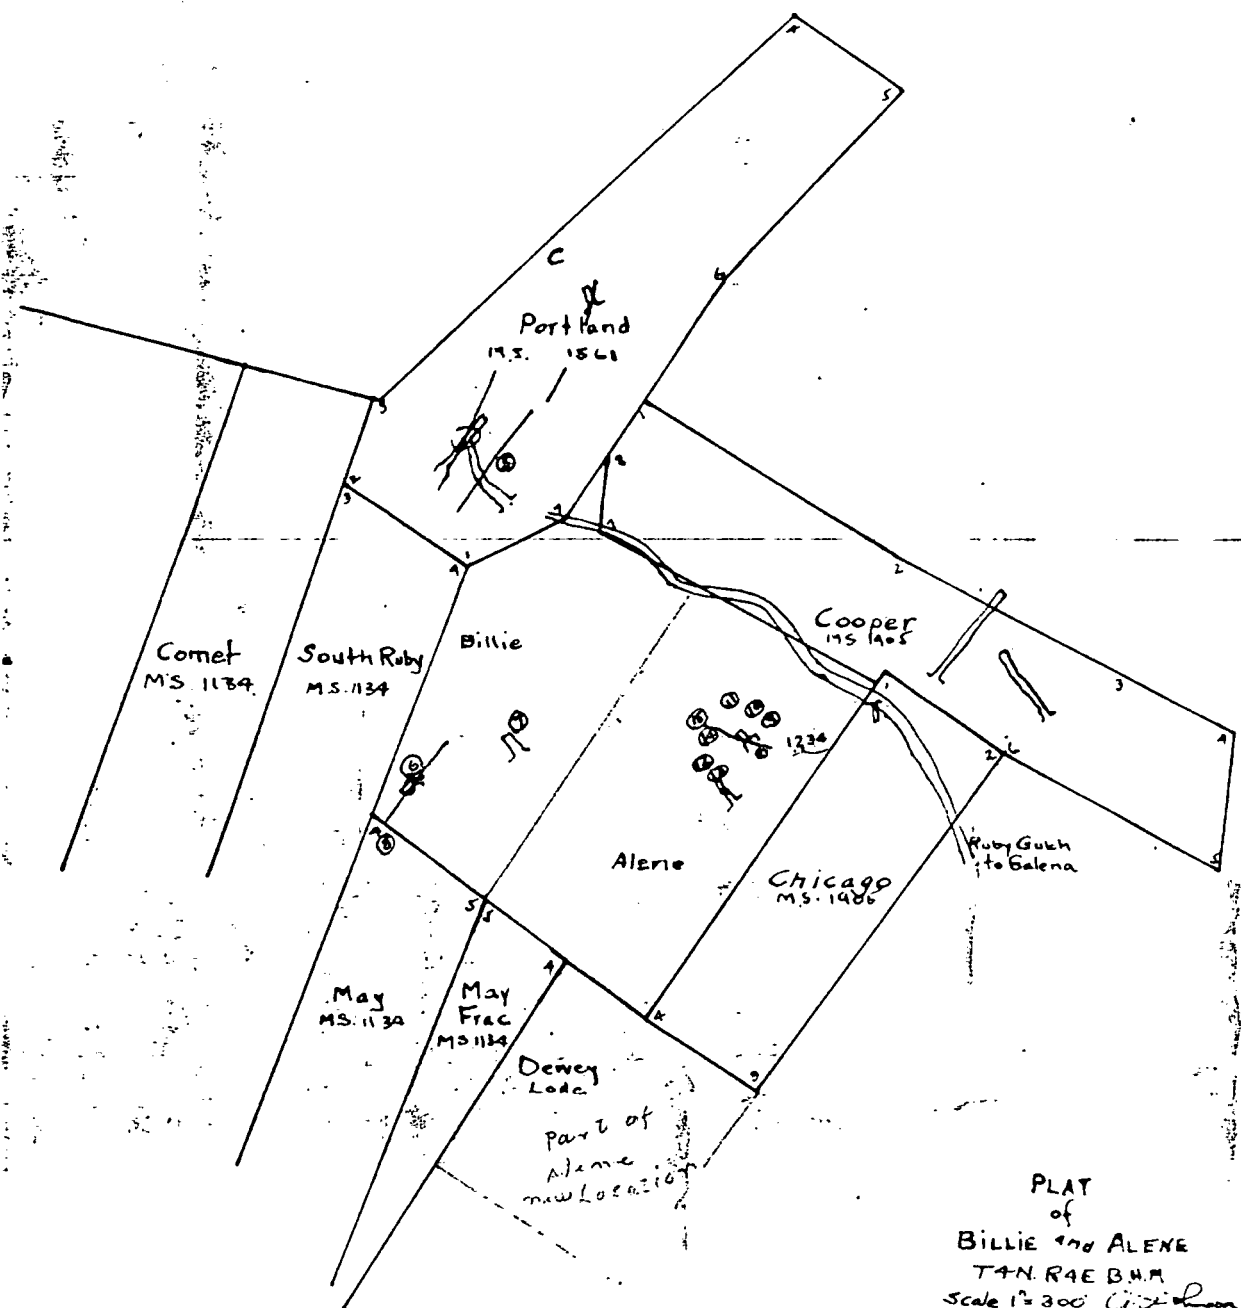 C
Portland
M.S. 1561
Cooper
MS 1905
Comet
M.S. 1134.
South Ruby
M.S. 1134
Billie
1234
Alene
Chicago
M.S. 1906
Ruby Gulch
to Galena
May
M.S. 1134
May
Frac
M.S. 1134
Dewey
Lode
part of
Alene
new Location
PLAT
of
BILLIE and ALENE
T4N. R4E B.H.M
Scale 1"= 300'